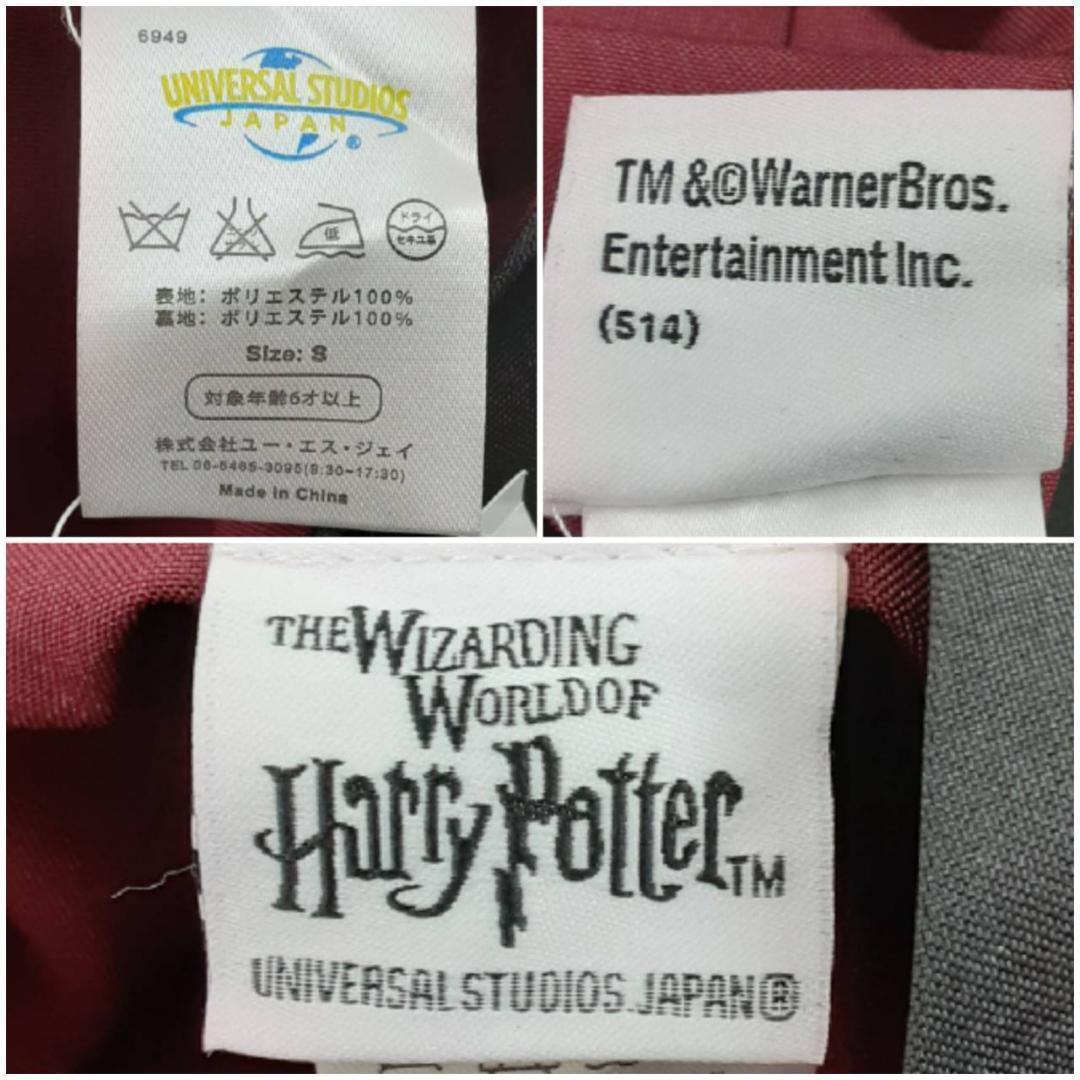 6949
UNIVERSAL STUDIOS
JAPAN®
低
ドライ
セキユ系
表地: ポリエステル100%
裏地: ポリエステル100%
Size: S
対象年齢6才以上
株式会社ユー・エス・ジェイ
TEL 06-6465-3095(9:30~17:30)
Made in China
TM &©WarnerBros.
Entertainment Inc.
(S14)
THE WIZARDING
WORLD OF
Harry Potter TM
UNIVERSAL STUDIOS JAPAN®